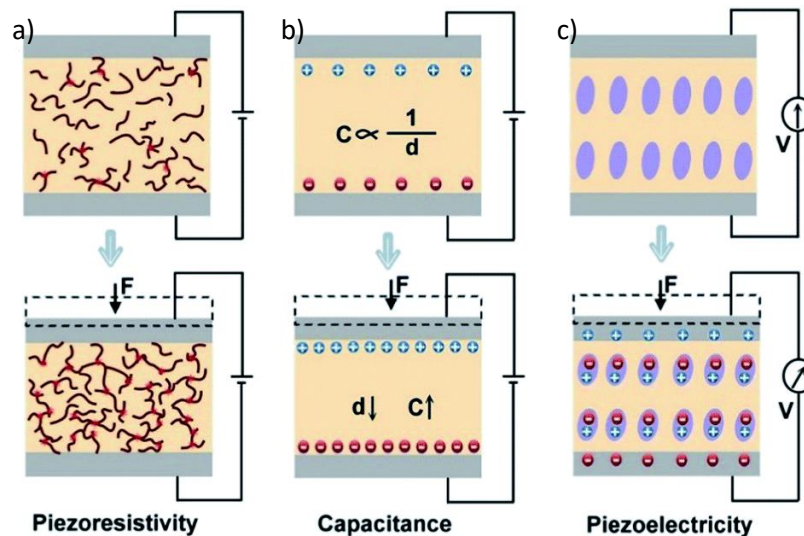 a)
b)
c)
C ∝ 1/d
V
F
F
F
d↓ C↑
V
Piezoresistivity
Capacitance
Piezoelectricity